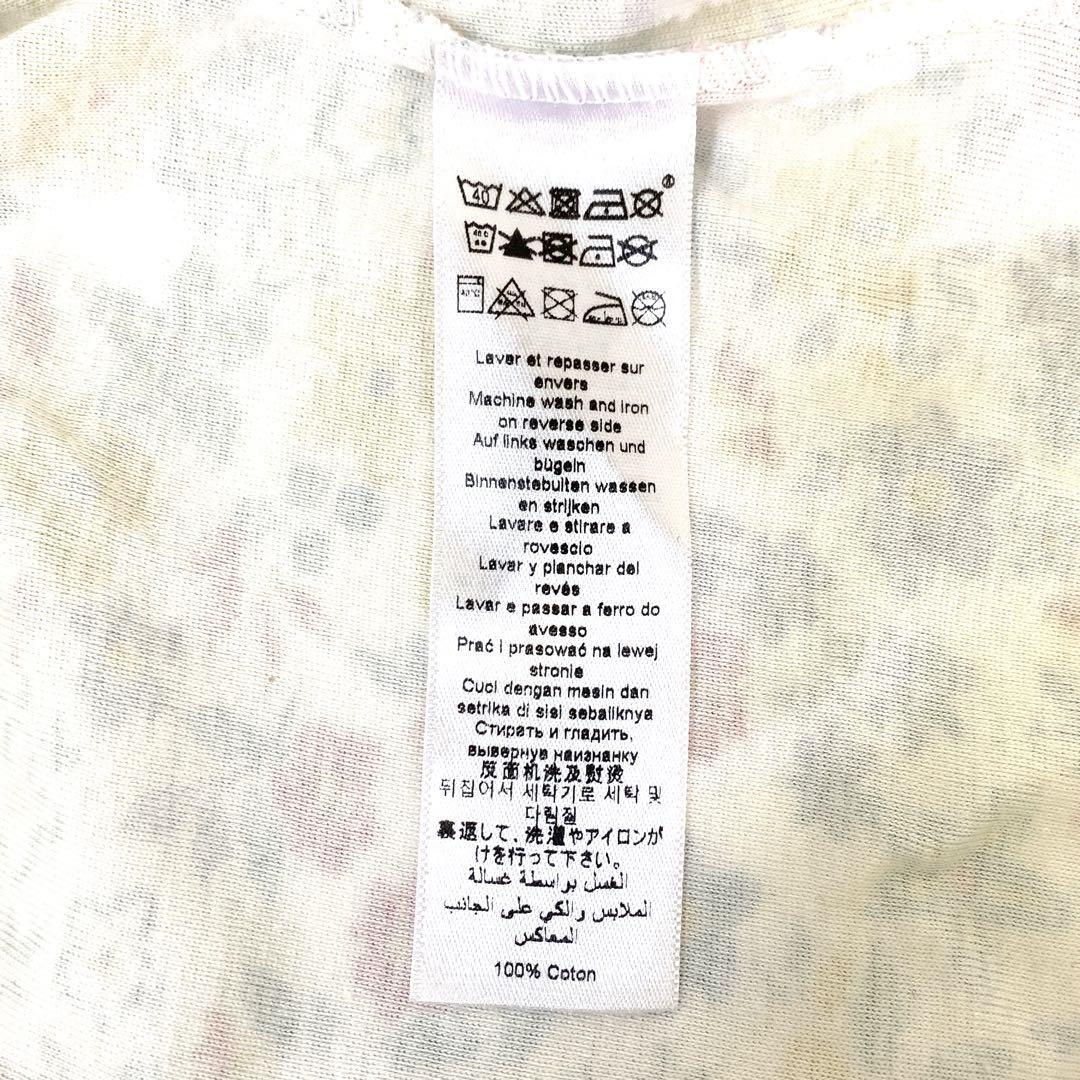 40
Laver et repasser sur
envers
Machine wash and iron
on reverse side
Auf links waschen und
bügeln
Binnenstebuiten wassen
en strijken
Lavare e stirare a
rovescio
Lavar y planchar del
revés
Lavar e passar a ferro do
avesso
Prać i prasować na lewej
stronie
Cuci dengan mesin dan
setrika di sisi sebaliknya
Стирать и гладить,
вывернув наизнанку
反面机洗及熨烫
뒤집어서 세탁기로 세탁 및
다림질
裏返して、洗濯やアイロンが
けを行って下さい。
الغسل بواسطة غسالة
الملابس والكي على الجانب
المعاكس
100% Coton